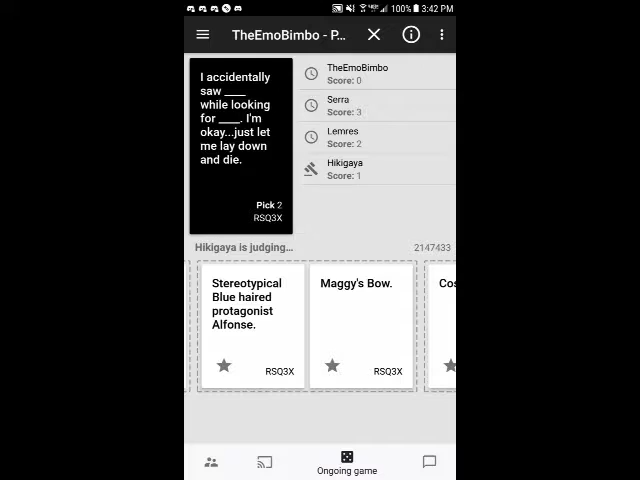 100% 3:42 PM
TheEmoBimbo - P...
I accidentally
saw ____
while looking
for ____. I'm
okay...just let
me lay down
and die.
Pick 2
RSQ3X
TheEmoBimbo
Score: 0
Serra
Score: 3
Lemres
Score: 2
Hikigaya
Score: 1
Hikigaya is judging...
2147433
Stereotypical
Blue haired
protagonist
Alfonse.
RSQ3X
Maggy's Bow.
RSQ3X
Cos
Ongoing game